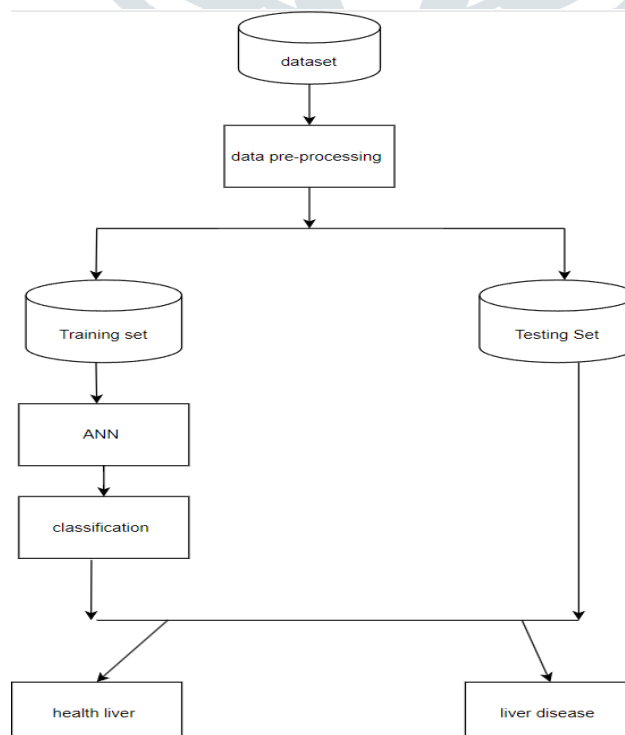 dataset
data pre-processing
Training set
Testing Set
ANN
classification
health liver
liver disease